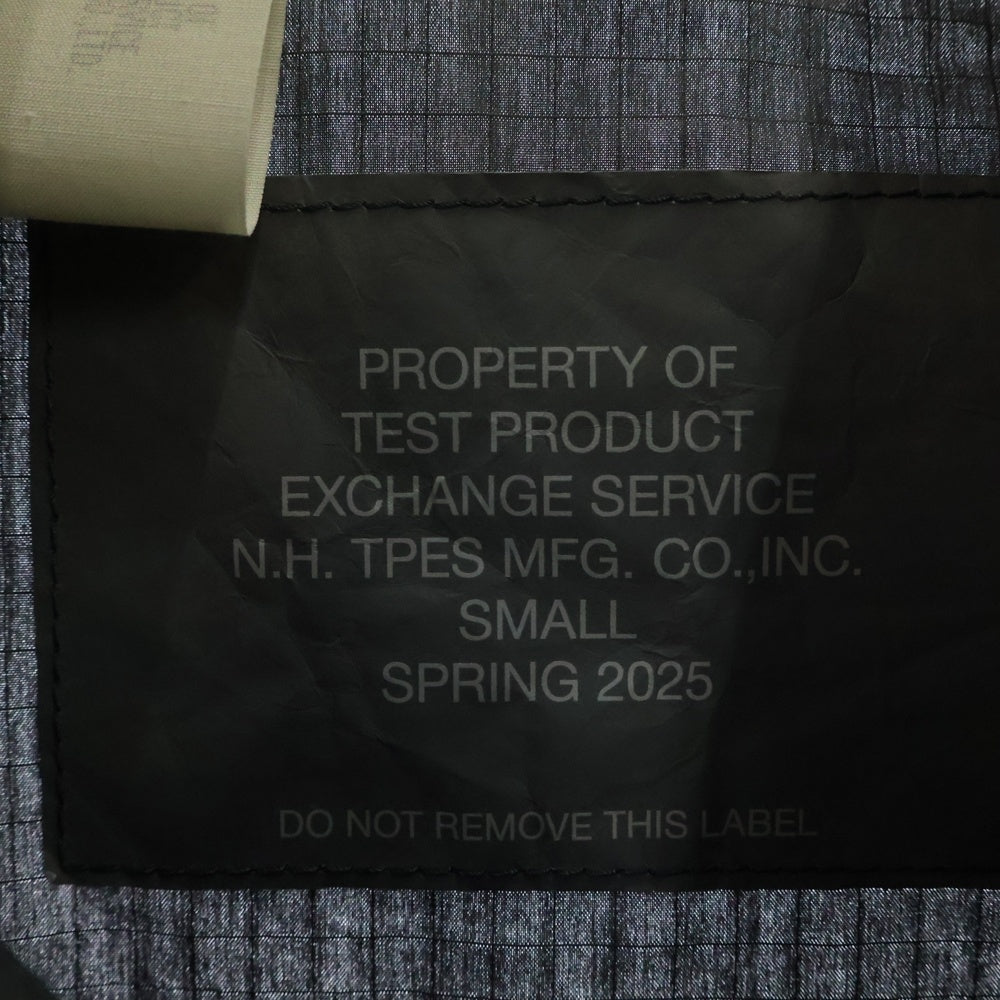 PROPERTY OF
TEST PRODUCT
EXCHANGE SERVICE
N.H. TPES MFG. CO.,INC.
SMALL
SPRING 2025
DO NOT REMOVE THIS LABEL